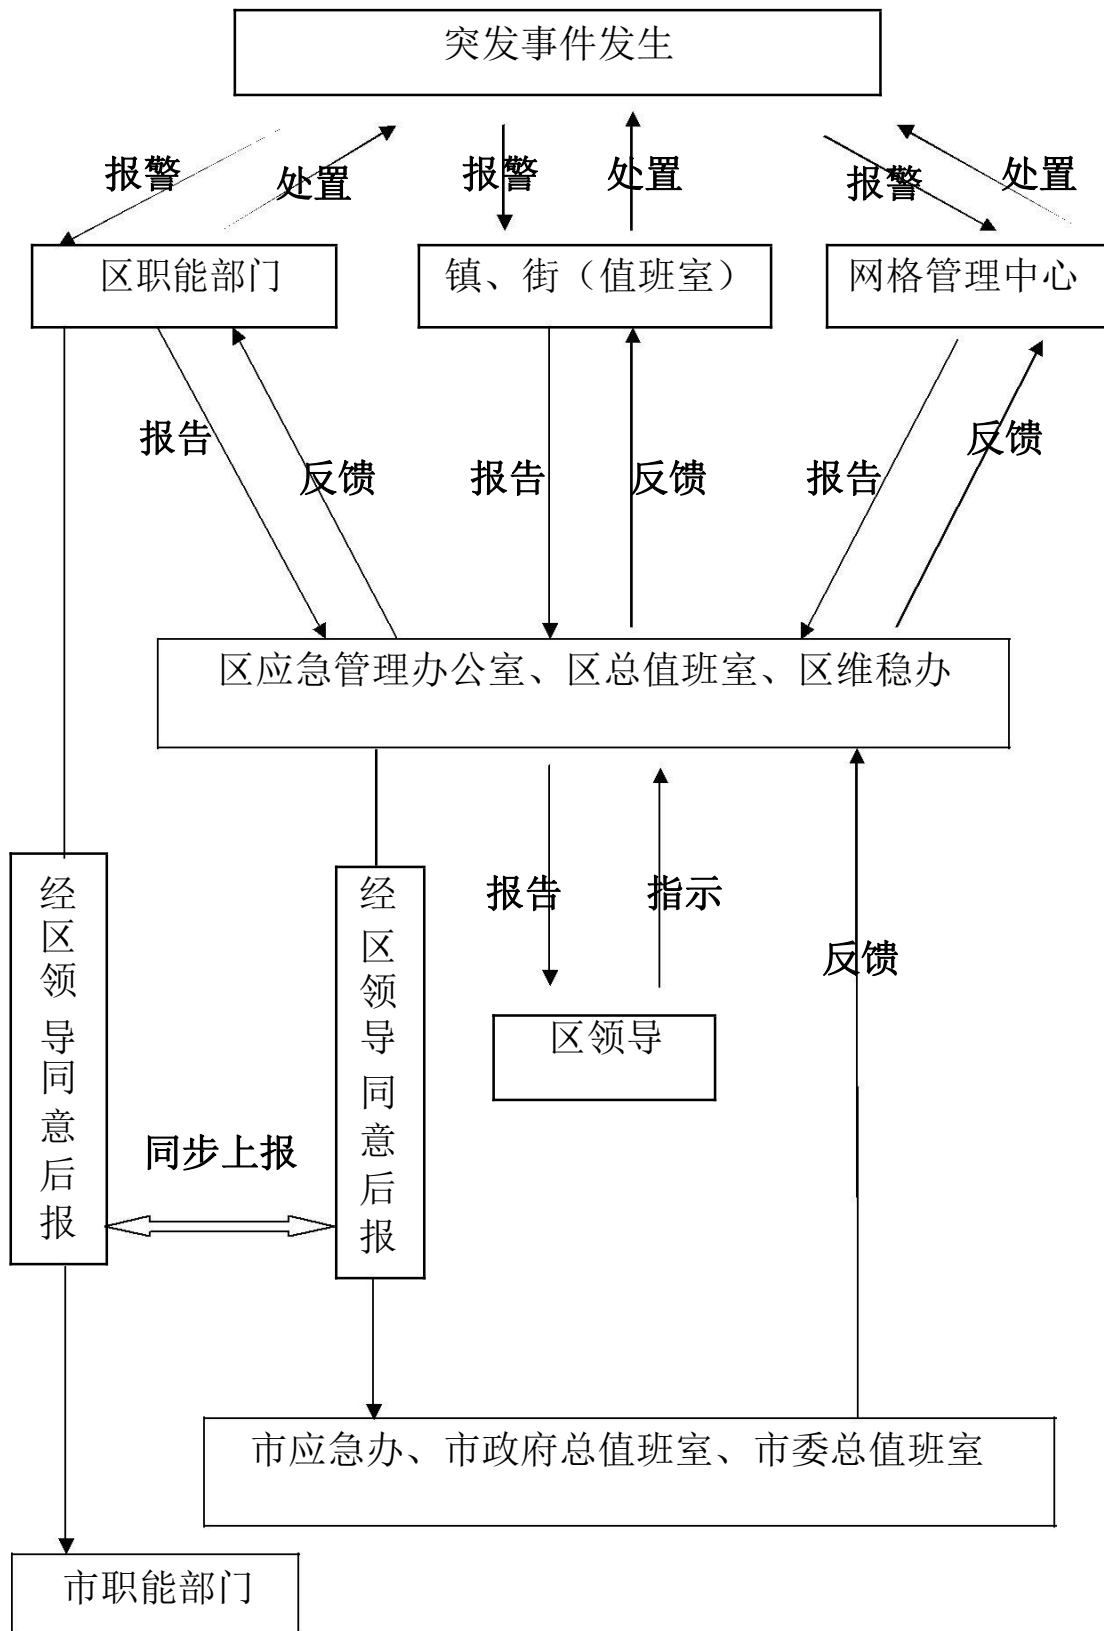 突发事件发生
报警
处置
报警
处置
报警
处置
区职能部门
镇、街（值班室）
网格管理中心
报告
反馈
报告
反馈
报告
反馈
区应急管理办公室、区总值班室、区维稳办
经区领导同意后报
经区领导同意后报
报告
指示
反馈
区领导
同步上报
市应急办、市政府总值班室、市委总值班室
市职能部门